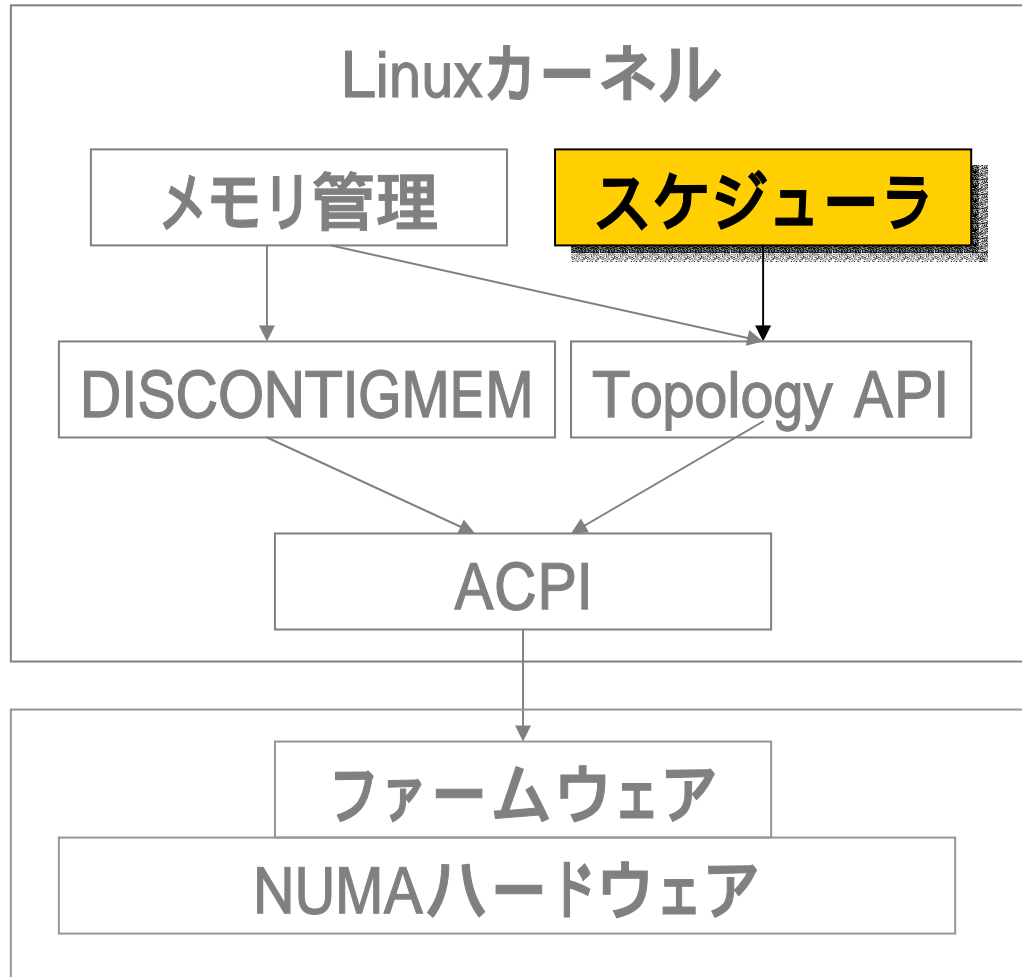 Linuxカーネル
メモリ管理
スケジューラ
DISCONTIGMEM
Topology API
ACPI
ファームウェア
NUMAハードウェア